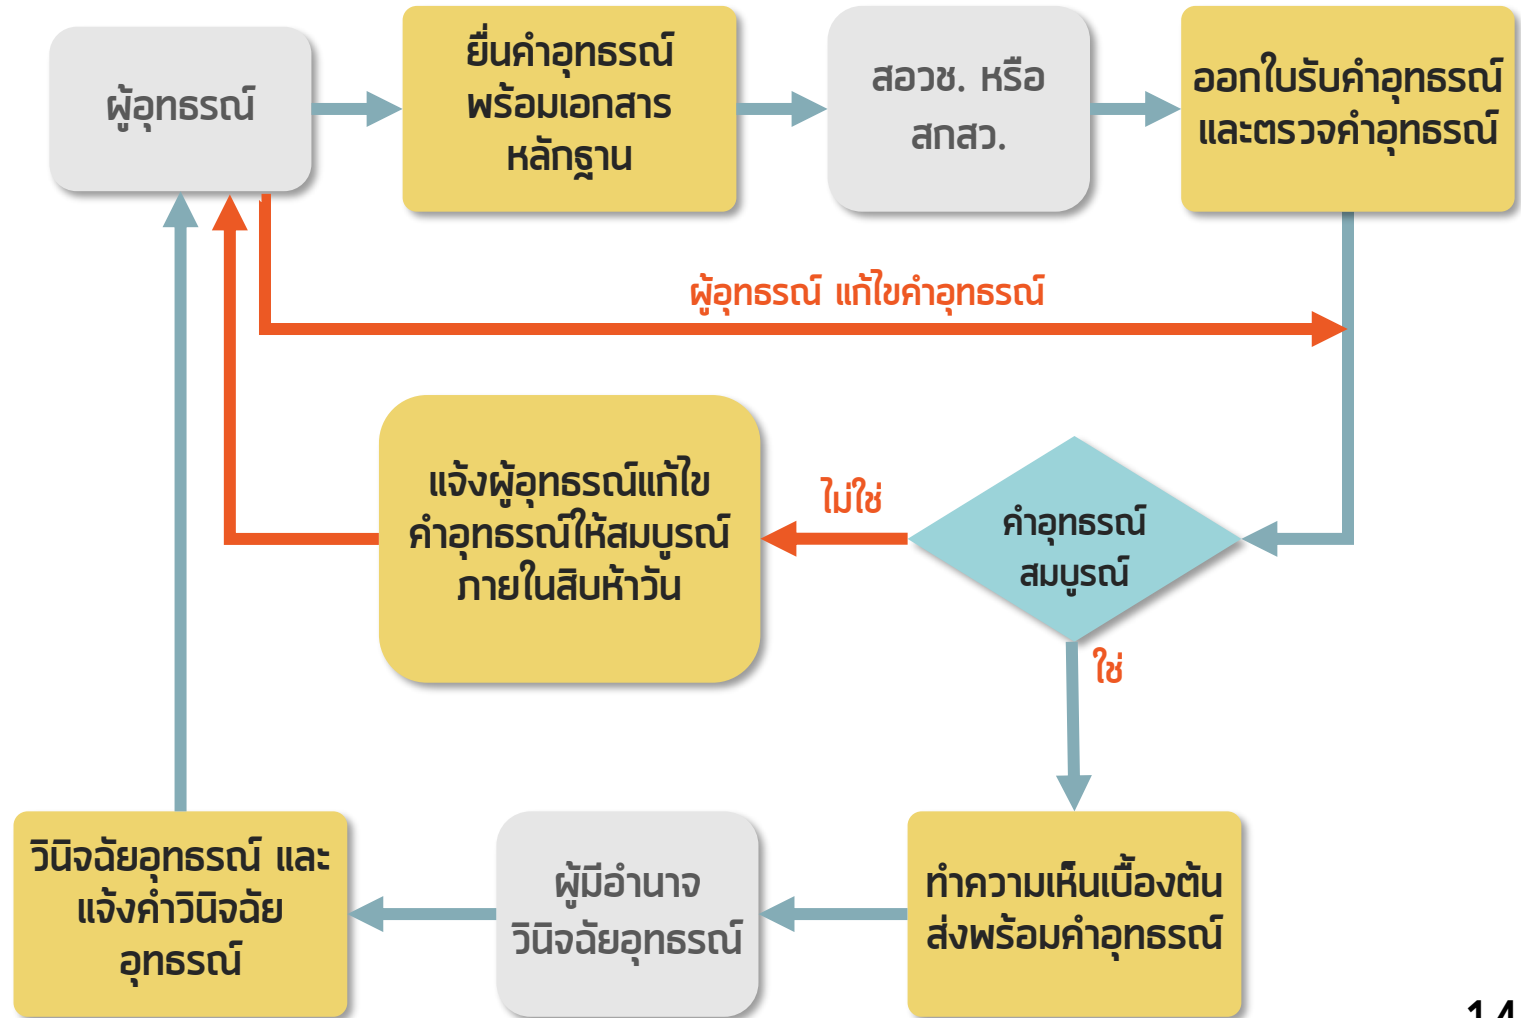 ผู้อุทธรณ์
ยื่นคำอุทธรณ์
พร้อมเอกสาร
หลักฐาน
สอวช. หรือ
สกสว.
ออกใบรับคำอุทธรณ์
และตรวจคำอุทธรณ์
ผู้อุทธรณ์ แก้ไขคำอุทธรณ์
แจ้งผู้อุทธรณ์แก้ไข
คำอุทธรณ์ให้สมบูรณ์
ภายในสิบห้าวัน
ไม่ใช่
คำอุทธรณ์
สมบูรณ์
ใช่
วินิจฉัยอุทธรณ์ และ
แจ้งคำวินิจฉัย
อุทธรณ์
ผู้มีอำนาจ
วินิจฉัยอุทธรณ์
ทำความเห็นเบื้องต้น
ส่งพร้อมคำอุทธรณ์
14